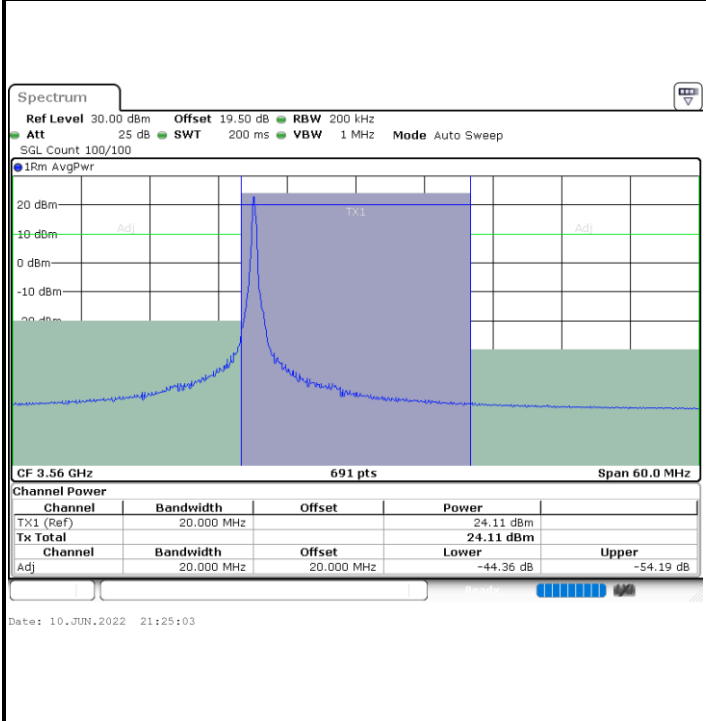 Spectrum
Ref Level 30.00 dBm Offset 19.50 dB RBW 200 kHz
Att 25 dB SWT 200 ms VBW 1 MHz Mode Auto Sweep
SGL Count 100/100
1Rm AvgPwr
20 dBm
TX1
Adj Adj
10 dBm
0 dBm
-10 dBm
-20 dBm
CF 3.56 GHz 691 pts Span 60.0 MHz
Channel Power
Channel Bandwidth Offset Power
TX1 (Ref) 20.000 MHz 24.11 dBm
Tx Total 24.11 dBm
Channel Bandwidth Offset Lower Upper
Adj 20.000 MHz 20.000 MHz -44.36 dB -54.19 dB
Ready
Date: 10.JUN.2022 21:25:03